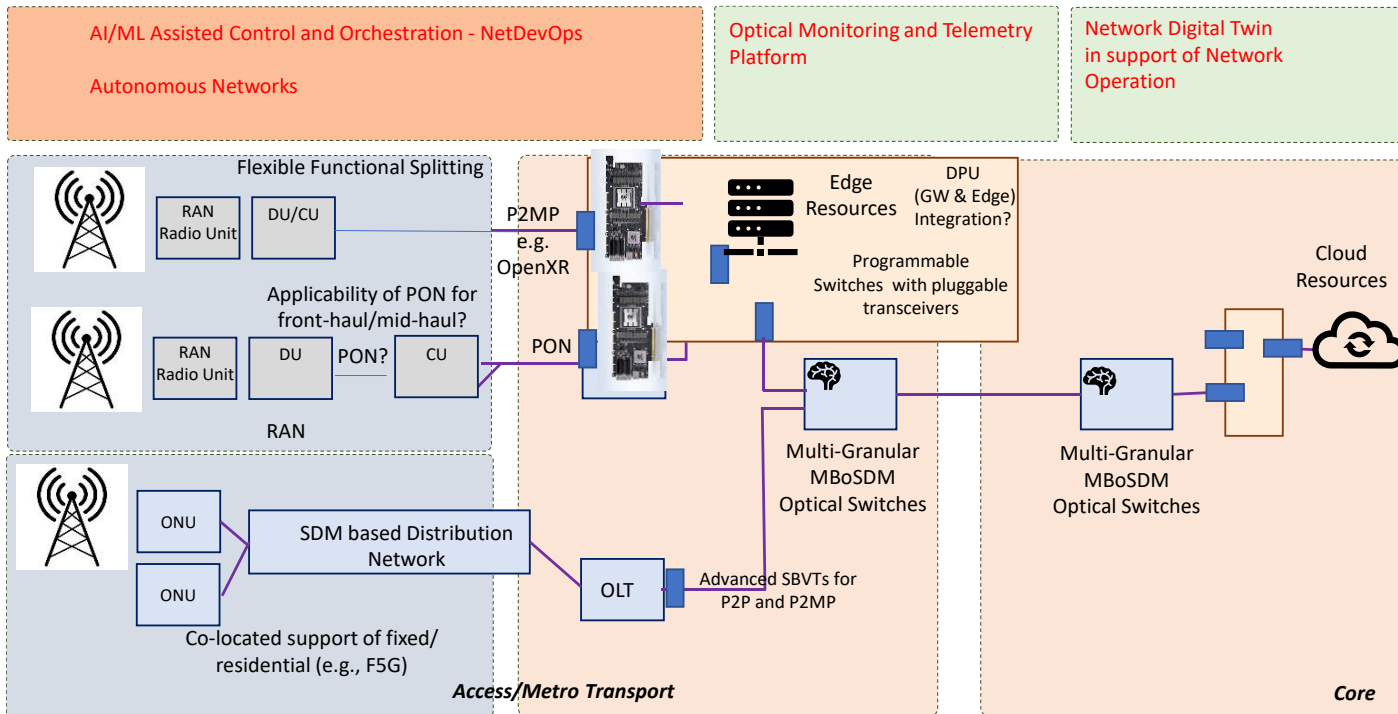 AI/ML Assisted Control and Orchestration - NetDevOps
Autonomous Networks
Optical Monitoring and Telemetry
Platform
Network Digital Twin
in support of Network
Operation
Flexible Functional Splitting
RAN
Radio Unit
DU/CU
P2MP
e.g.
OpenXR
Edge
Resources
DPU
(GW & Edge)
Integration?
Programmable
Switches with pluggable
transceivers
Cloud
Resources
Applicability of PON for
front-haul/mid-haul?
RAN
Radio Unit
DU
PON?
CU
PON
RAN
Multi-Granular
MBoSDM
Optical Switches
Multi-Granular
MBoSDM
Optical Switches
ONU
ONU
SDM based Distribution
Network
OLT
Advanced SBVTs for
P2P and P2MP
Co-located support of fixed/
residential (e.g., F5G)
Access/Metro Transport
Core